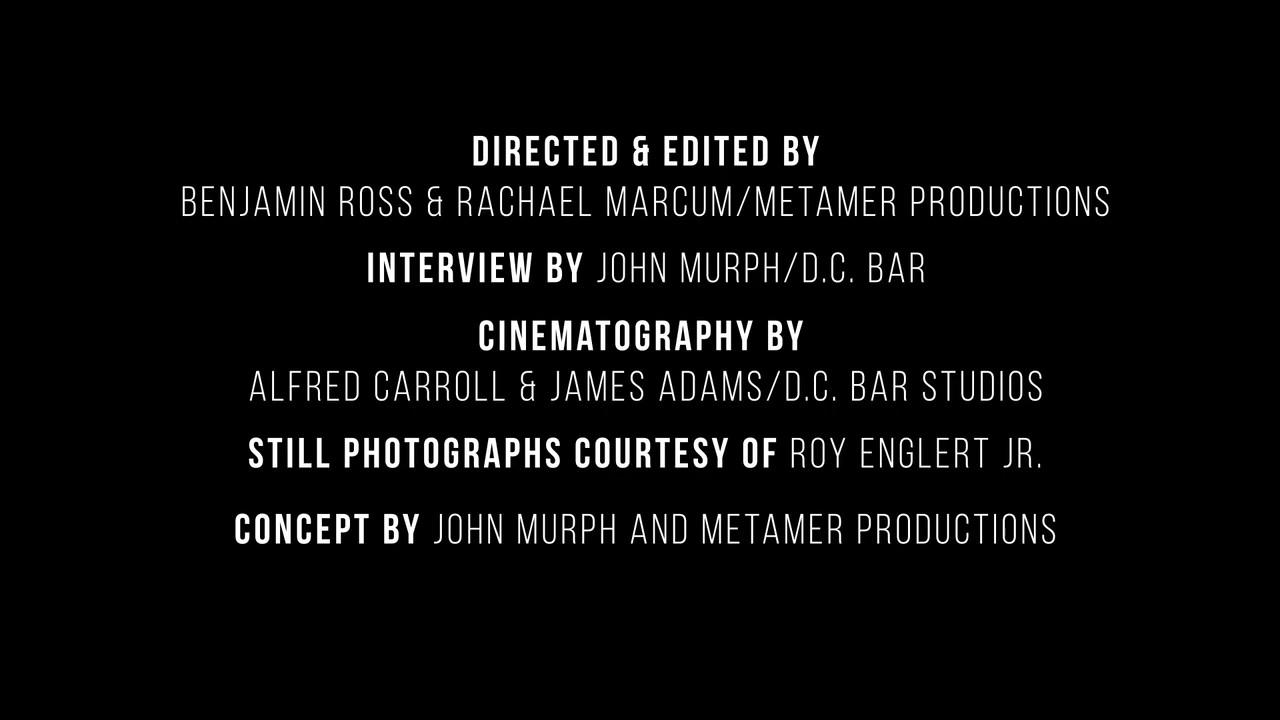 DIRECTED & EDITED BY
BENJAMIN ROSS & RACHAEL MARCUM/METAMER PRODUCTIONS
INTERVIEW BY JOHN MURPH/D.C. BAR
CINEMATOGRAPHY BY
ALFRED CARROLL & JAMES ADAMS/D.C. BAR STUDIOS
STILL PHOTOGRAPHS COURTESY OF ROY ENGLERT JR.
CONCEPT BY JOHN MURPH AND METAMER PRODUCTIONS